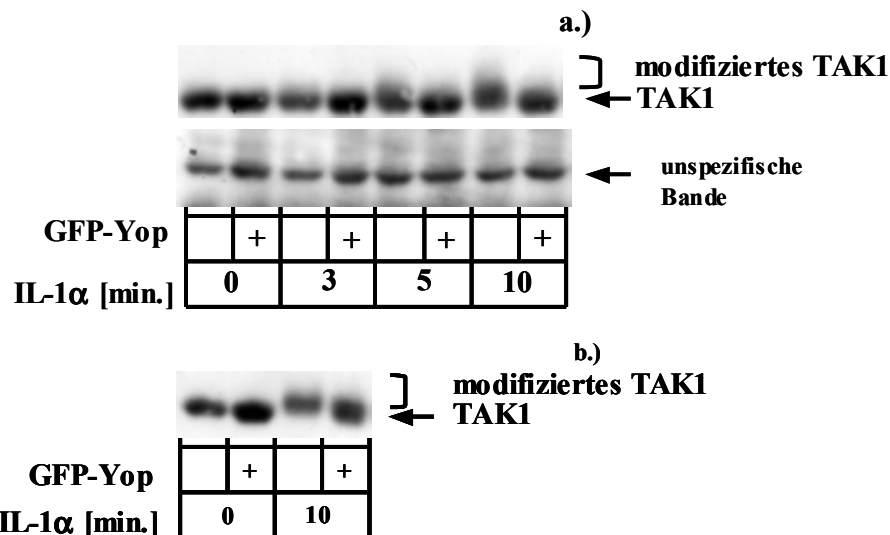 a.)
modifiziertes TAK1
TAK1
unspezifische
Bande
GFP-Yop + + + +
IL-1α [min.] 0 3 5 10
b.)
modifiziertes TAK1
TAK1
GFP-Yop + +
IL-1α [min.] 0 10